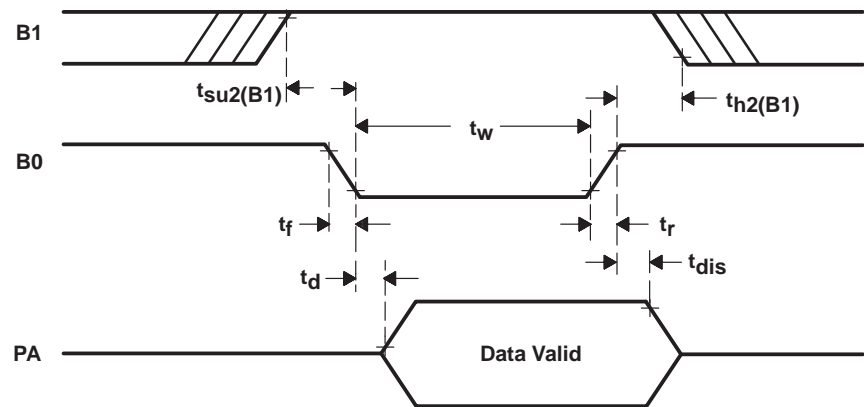 B1
tsu2(B1)
th2(B1)
tw
B0
tf
tr
td
tdis
PA
Data Valid